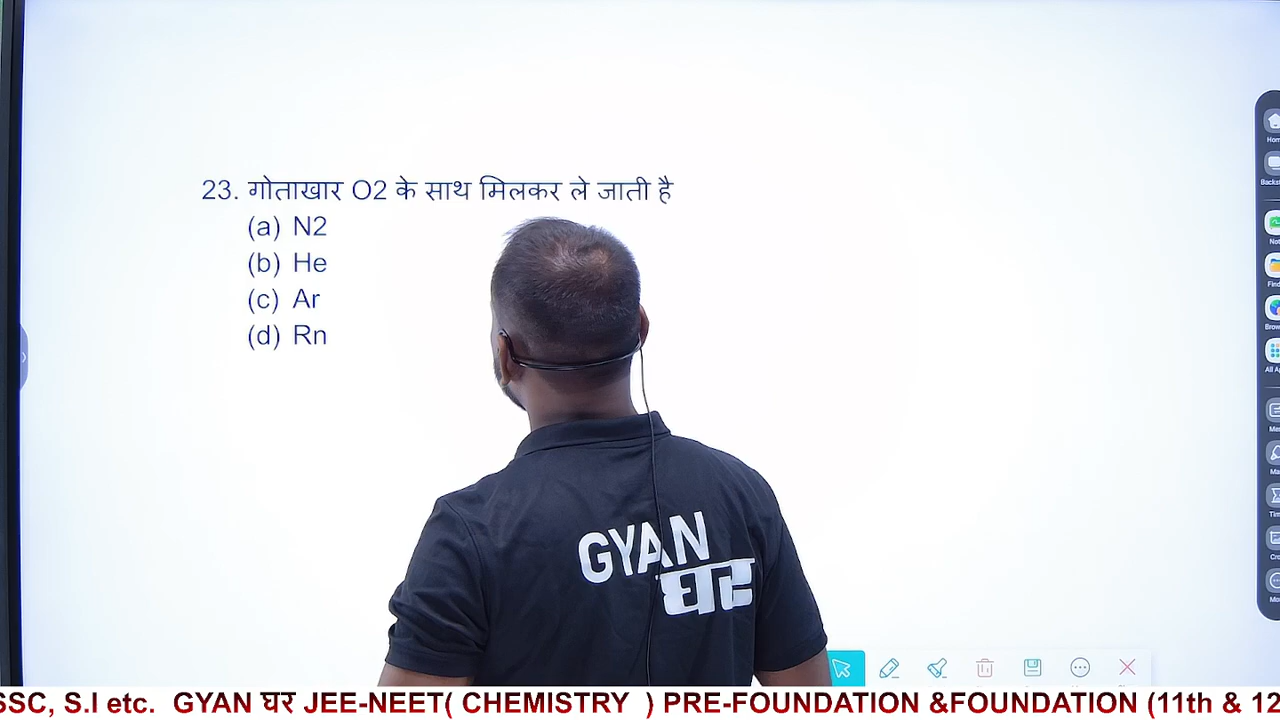 23. गोताखार O2 के साथ मिलकर ले जाती है
(a) N2
(b) He
(c) Ar
(d) Rn
GYAN
घर
SSC, S.I etc. GYAN घर JEE-NEET( CHEMISTRY ) PRE-FOUNDATION &FOUNDATION (11th & 12